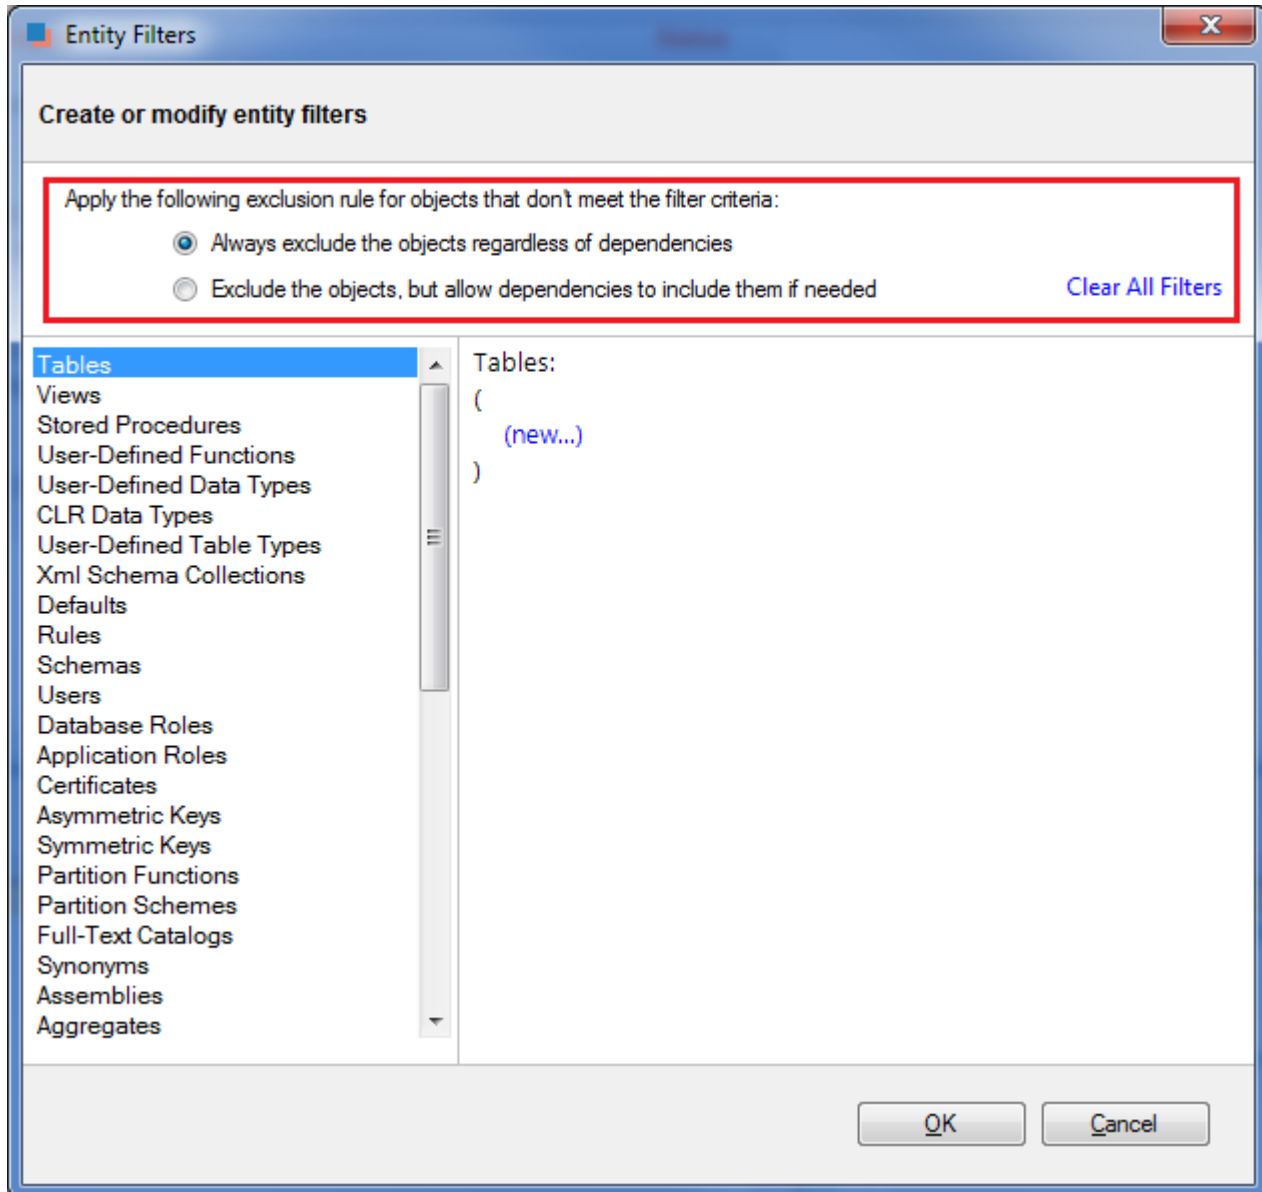 Entity Filters
Create or modify entity filters
Apply the following exclusion rule for objects that don't meet the filter criteria:
Always exclude the objects regardless of dependencies
Exclude the objects, but allow dependencies to include them if needed
Clear All Filters
Tables
Views
Stored Procedures
User-Defined Functions
User-Defined Data Types
CLR Data Types
User-Defined Table Types
Xml Schema Collections
Defaults
Rules
Schemas
Users
Database Roles
Application Roles
Certificates
Asymmetric Keys
Symmetric Keys
Partition Functions
Partition Schemes
Full-Text Catalogs
Synonyms
Assemblies
Aggregates
Tables:
(
(new...)
)
OK
Cancel